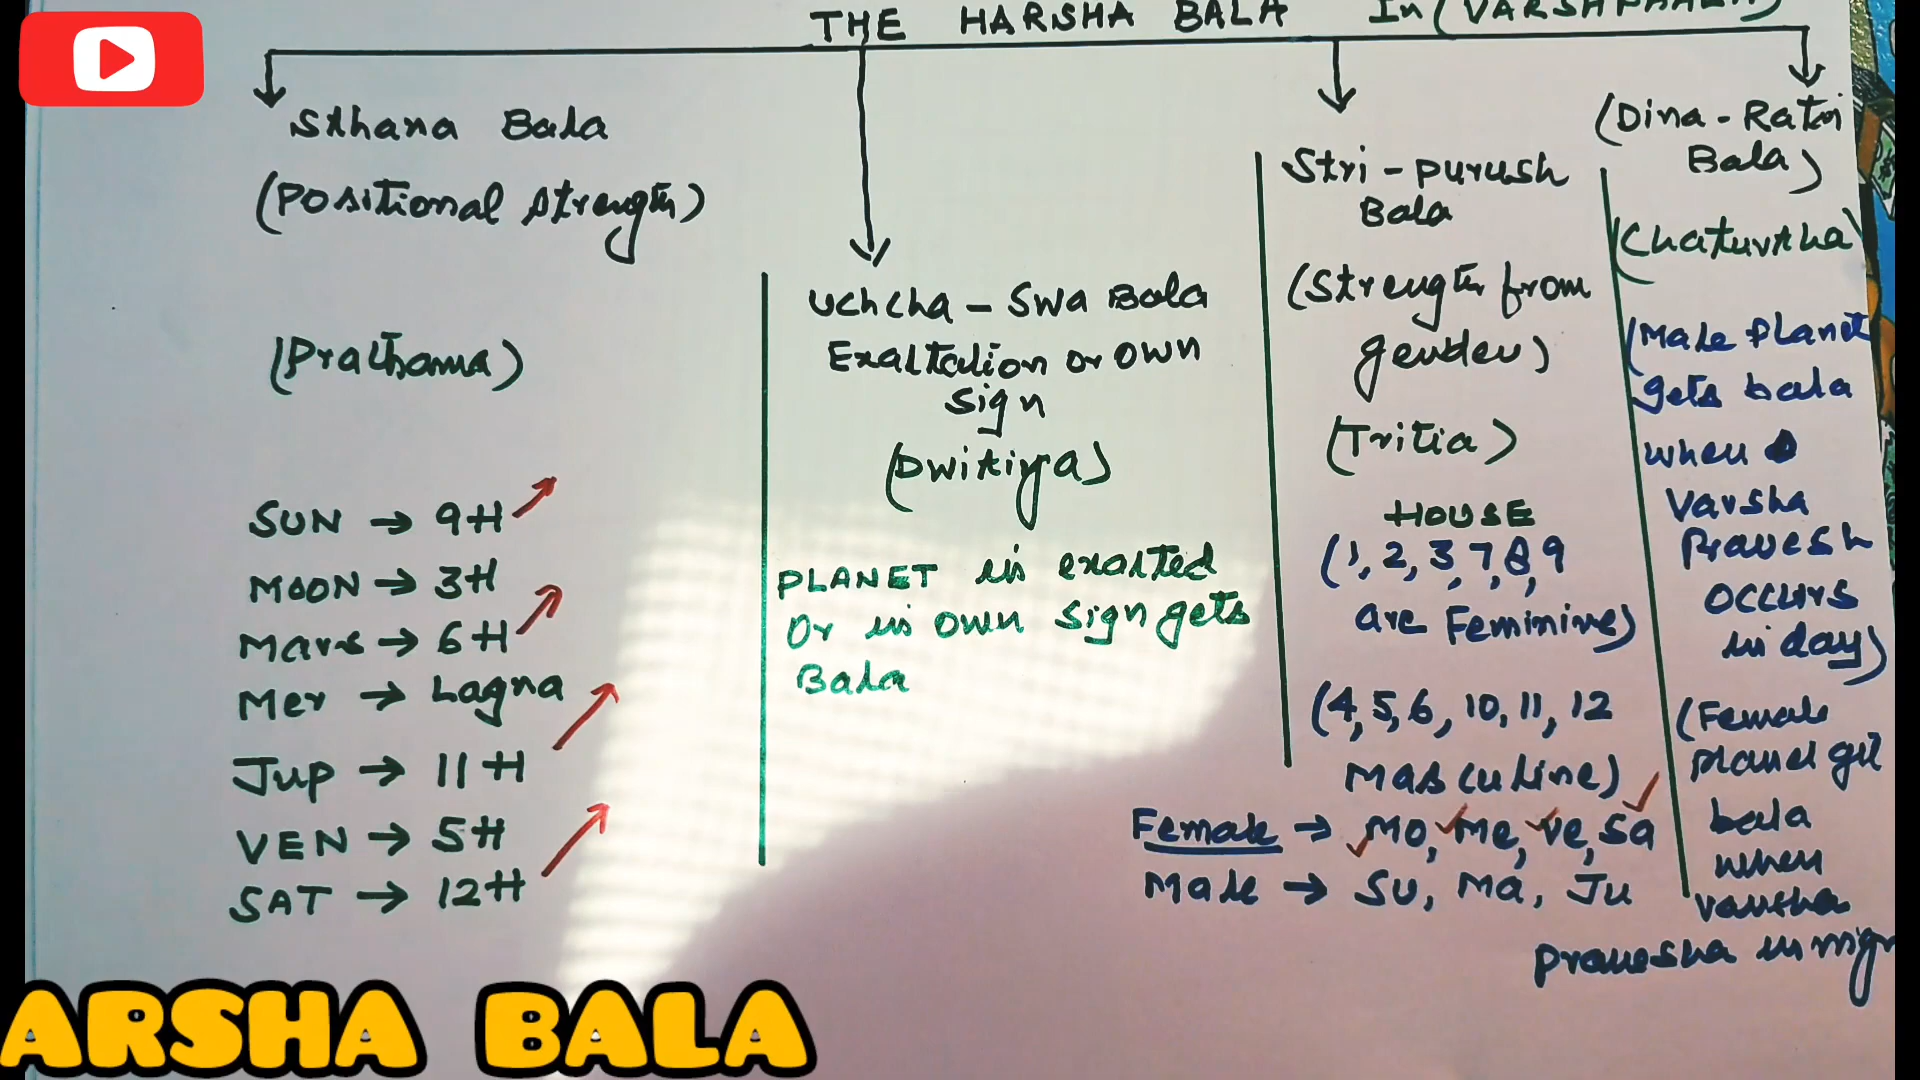 THE HARSHA BALA In (VARSHPHALA)
Sthana Bala
(Positional strength)
(Prathama)
SUN → 9H
MOON → 3H
Mars → 6H
Mer → Lagna
Jup → 11H
VEN → 5H
SAT → 12H
Uchcha - Swa Bala
Exaltation or own
sign
(Dwitiya)
PLANET is exalted
Or in own sign gets
Bala
Stri - purush
Bala
(Strength from
gender)
(Tritia)
HOUSE
(1, 2, 3, 7, 8, 9
are Feminine)
(4, 5, 6, 10, 11, 12
Masculine)
Female → Mo, Me, Ve, Sa
Male → Su, Ma, Ju
(Dina - Ratri
Bala)
(Chaturtha)
(Male Planet
gets bala
when
Varsha
Pravesh
occurs
in day)
(Female
planet get
bala
when
varsha
pravesha in nigh
ARSHA BALA